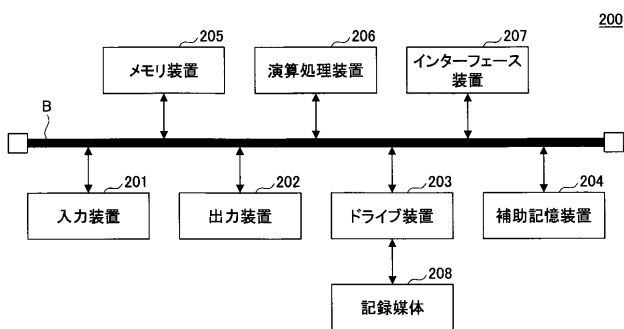 200
205
206
207
メモリ装置
演算処理装置
インターフェース
装置
B
201
202
203
204
入力装置
出力装置
ドライブ装置
補助記憶装置
208
記録媒体